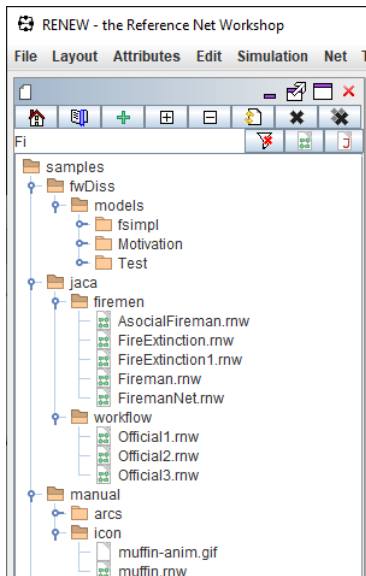 RENEW - the Reference Net Workshop
File Layout Attributes Edit Simulation Net
Fi
samples
fwDiss
models
fsimpl
Motivation
Test
jaca
firemen
AsocialFireman.rnw
FireExtinction.rnw
FireExtinction1.rnw
Fireman.rnw
FiremanNet.rnw
workflow
Official1.rnw
Official2.rnw
Official3.rnw
manual
arcs
icon
muffin-anim.gif
muffin.rnw